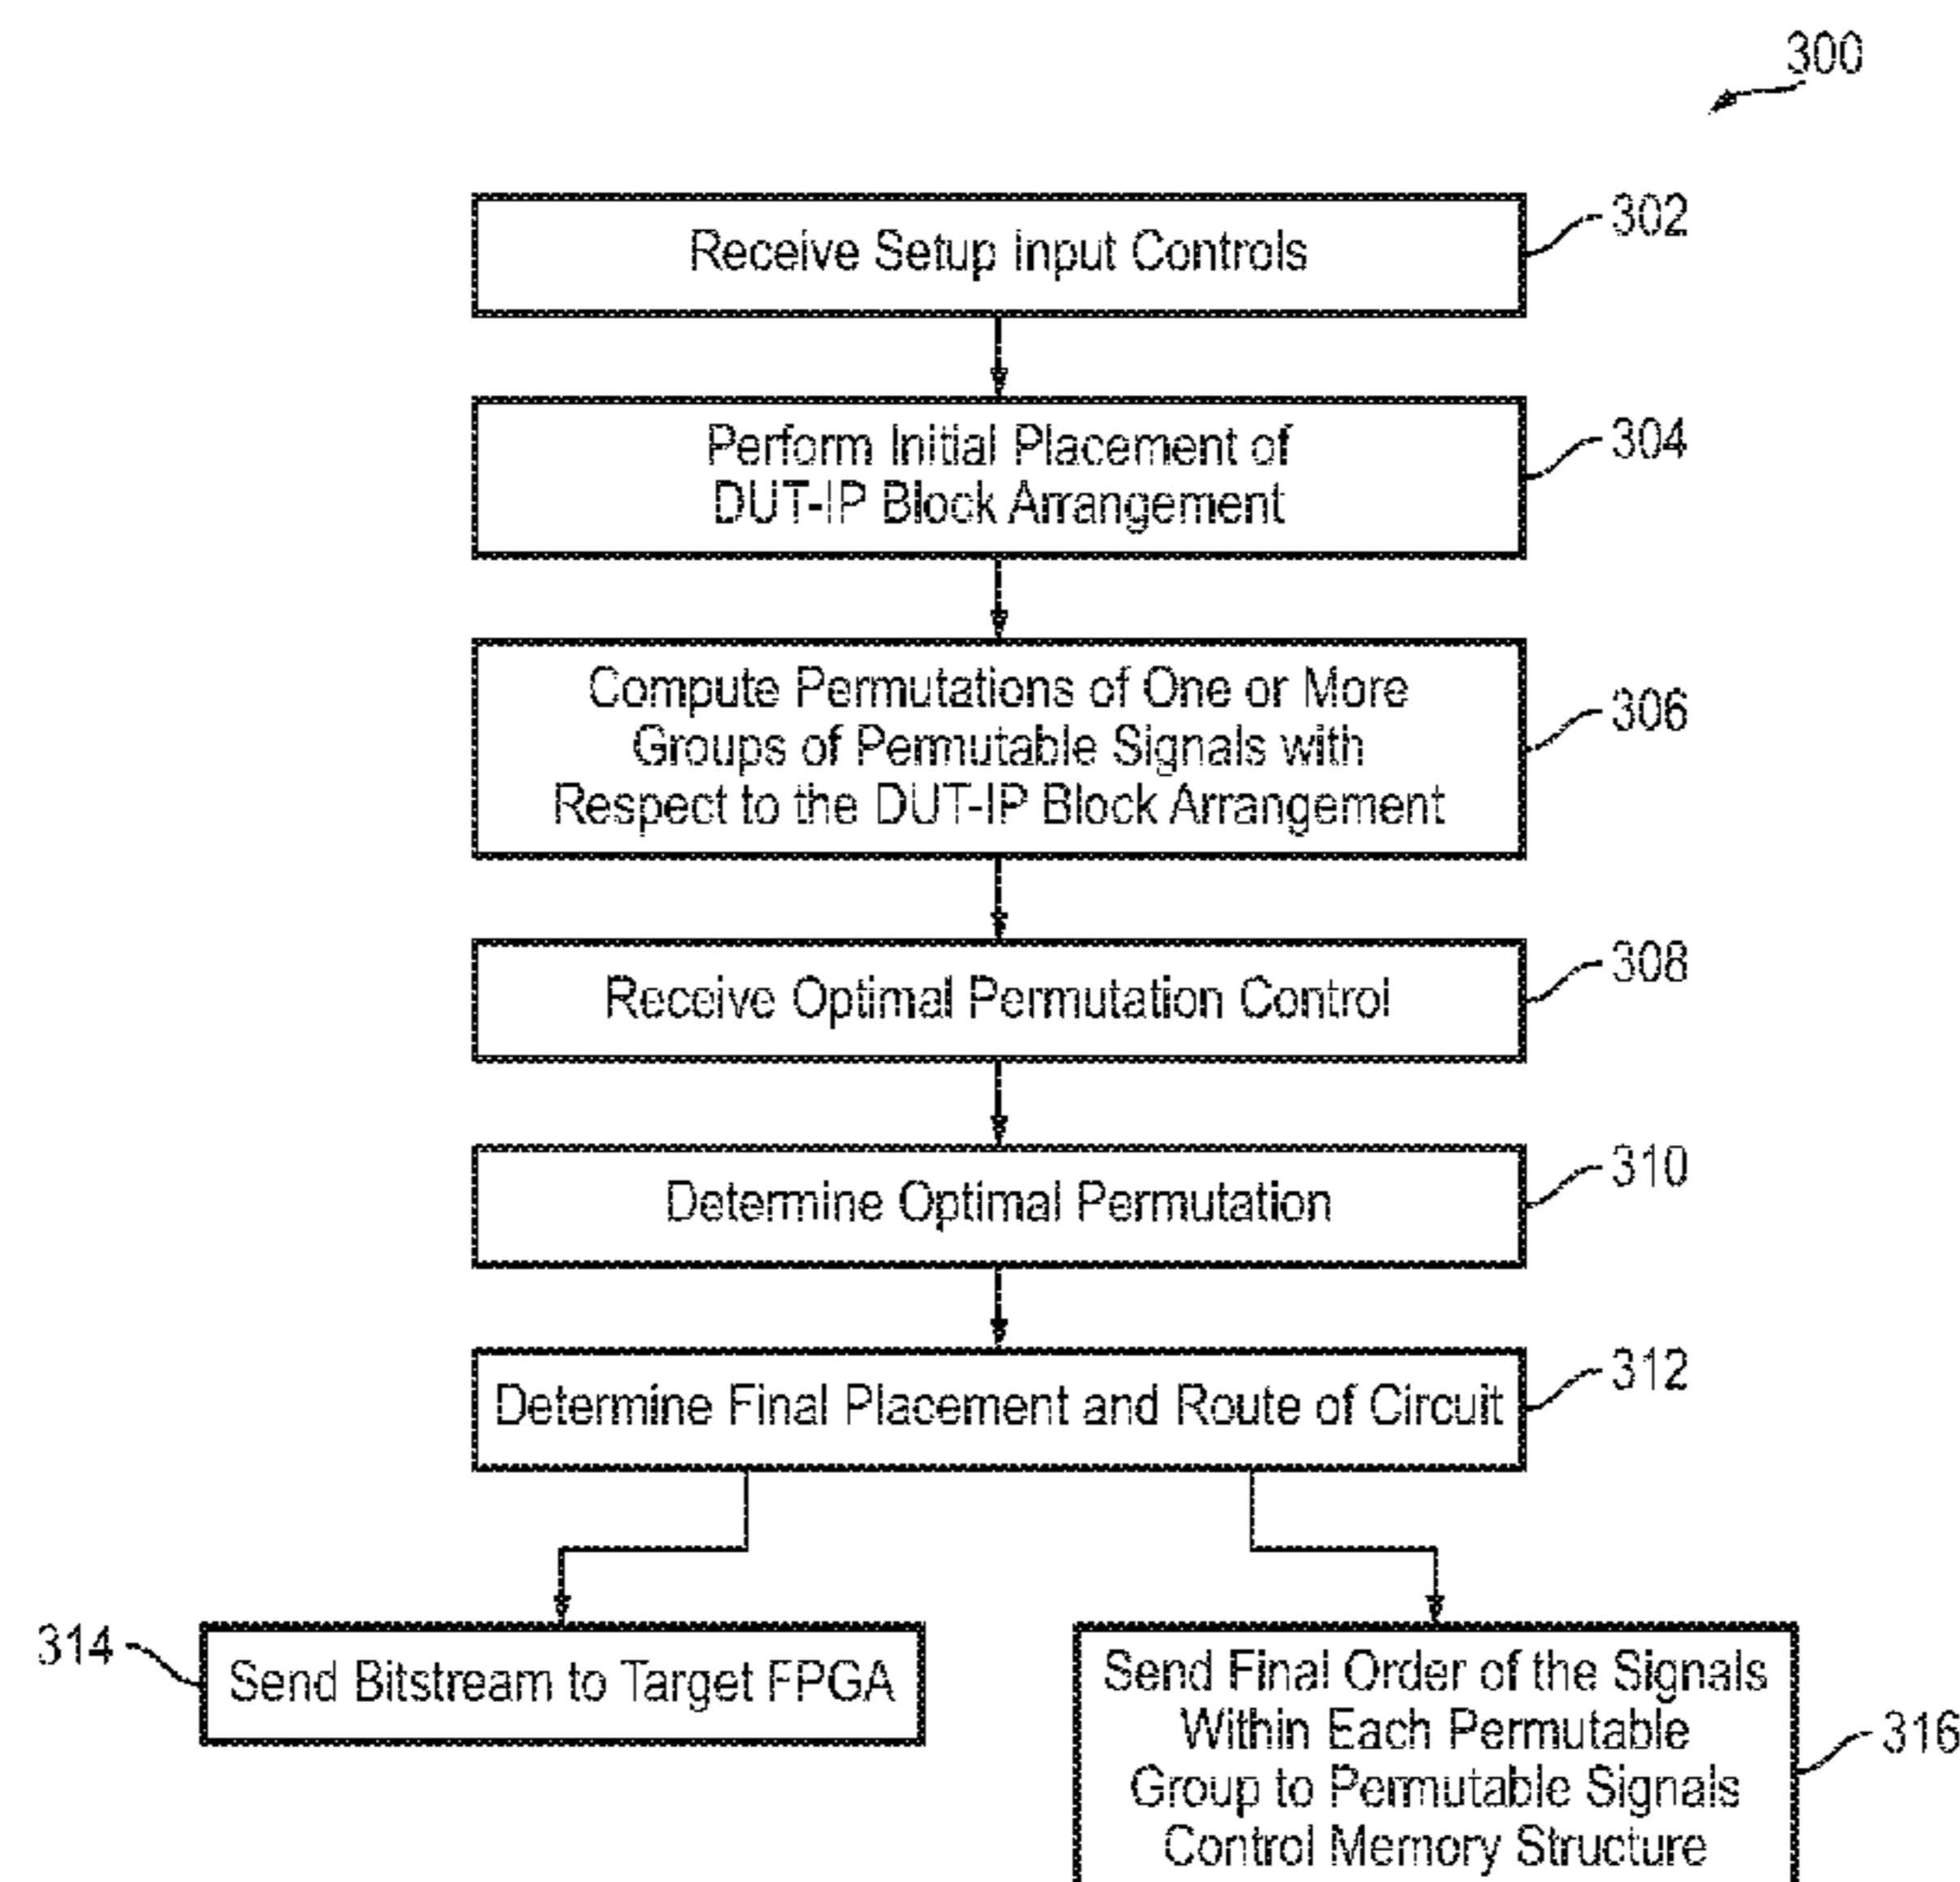 300
Receive Setup Input Controls
302
Perform Initial Placement of
DUT-IP Block Arrangement
304
Compute Permutations of One or More
Groups of Permutable Signals with
Respect to the DUT-IP Block Arrangement
306
Receive Optimal Permutation Control
308
Determine Optimal Permutation
310
Determine Final Placement and Route of Circuit
312
314
Send Bitstream to Target FPGA
Send Final Order of the Signals
Within Each Permutable
Group to Permutable Signals
Control Memory Structure
316